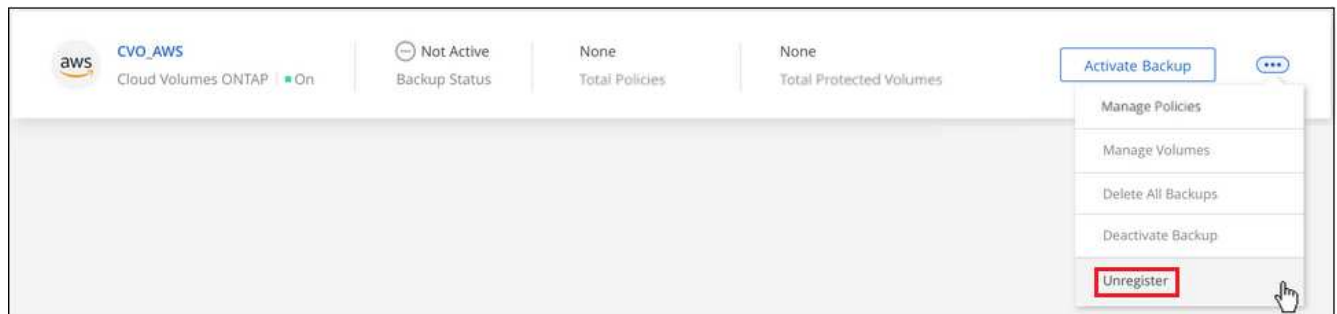 aws
CVO_AWS
Cloud Volumes ONTAP On
Not Active
Backup Status
None
Total Policies
None
Total Protected Volumes
Activate Backup
Manage Policies
Manage Volumes
Delete All Backups
Deactivate Backup
Unregister